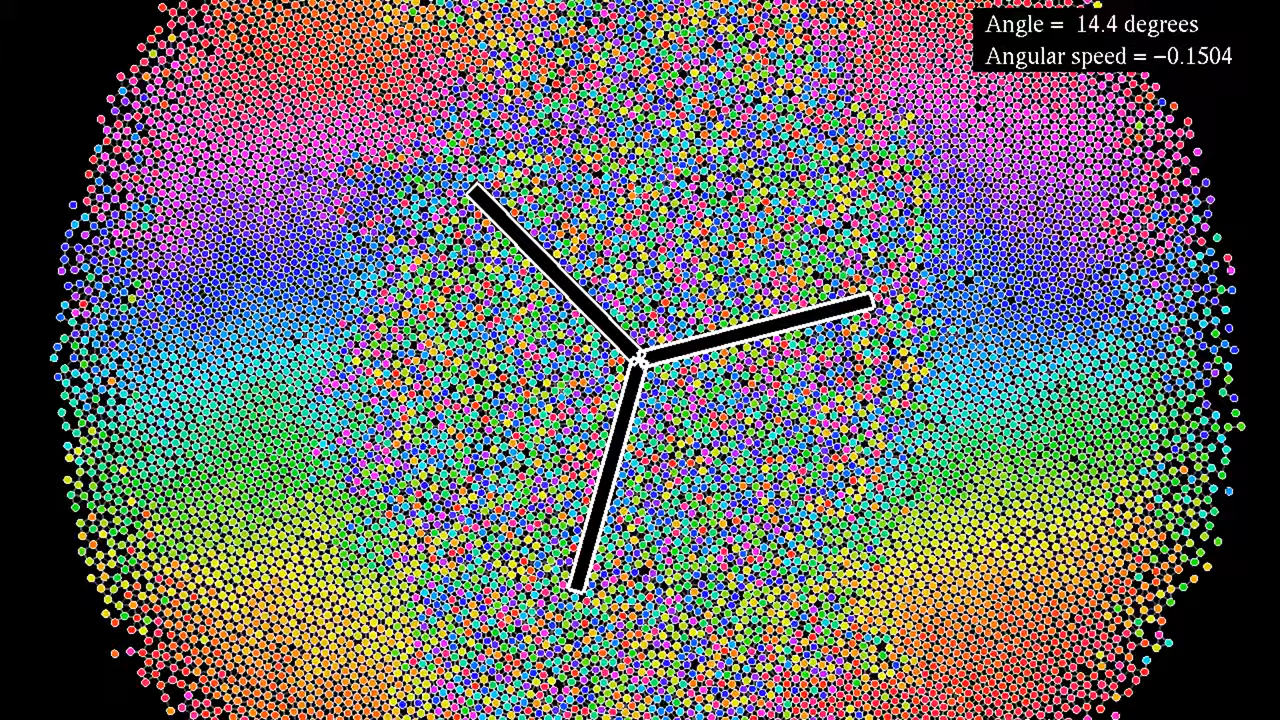 Angle = 14.4 degrees
Angular speed = −0.1504